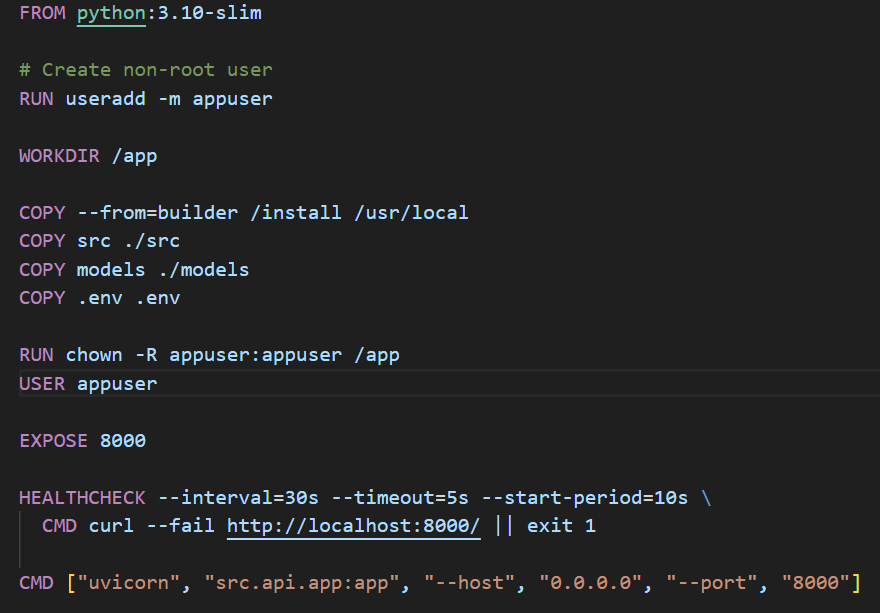 FROM python:3.10-slim
# Create non-root user
RUN useradd -m appuser
WORKDIR /app
COPY --from=builder /install /usr/local
COPY src ./src
COPY models ./models
COPY .env .env
RUN chown -R appuser:appuser /app
USER appuser
EXPOSE 8000
HEALTHCHECK --interval=30s --timeout=5s --start-period=10s \
  CMD curl --fail http://localhost:8000/ || exit 1
CMD ["uvicorn", "src.api.app:app", "--host", "0.0.0.0", "--port", "8000"]